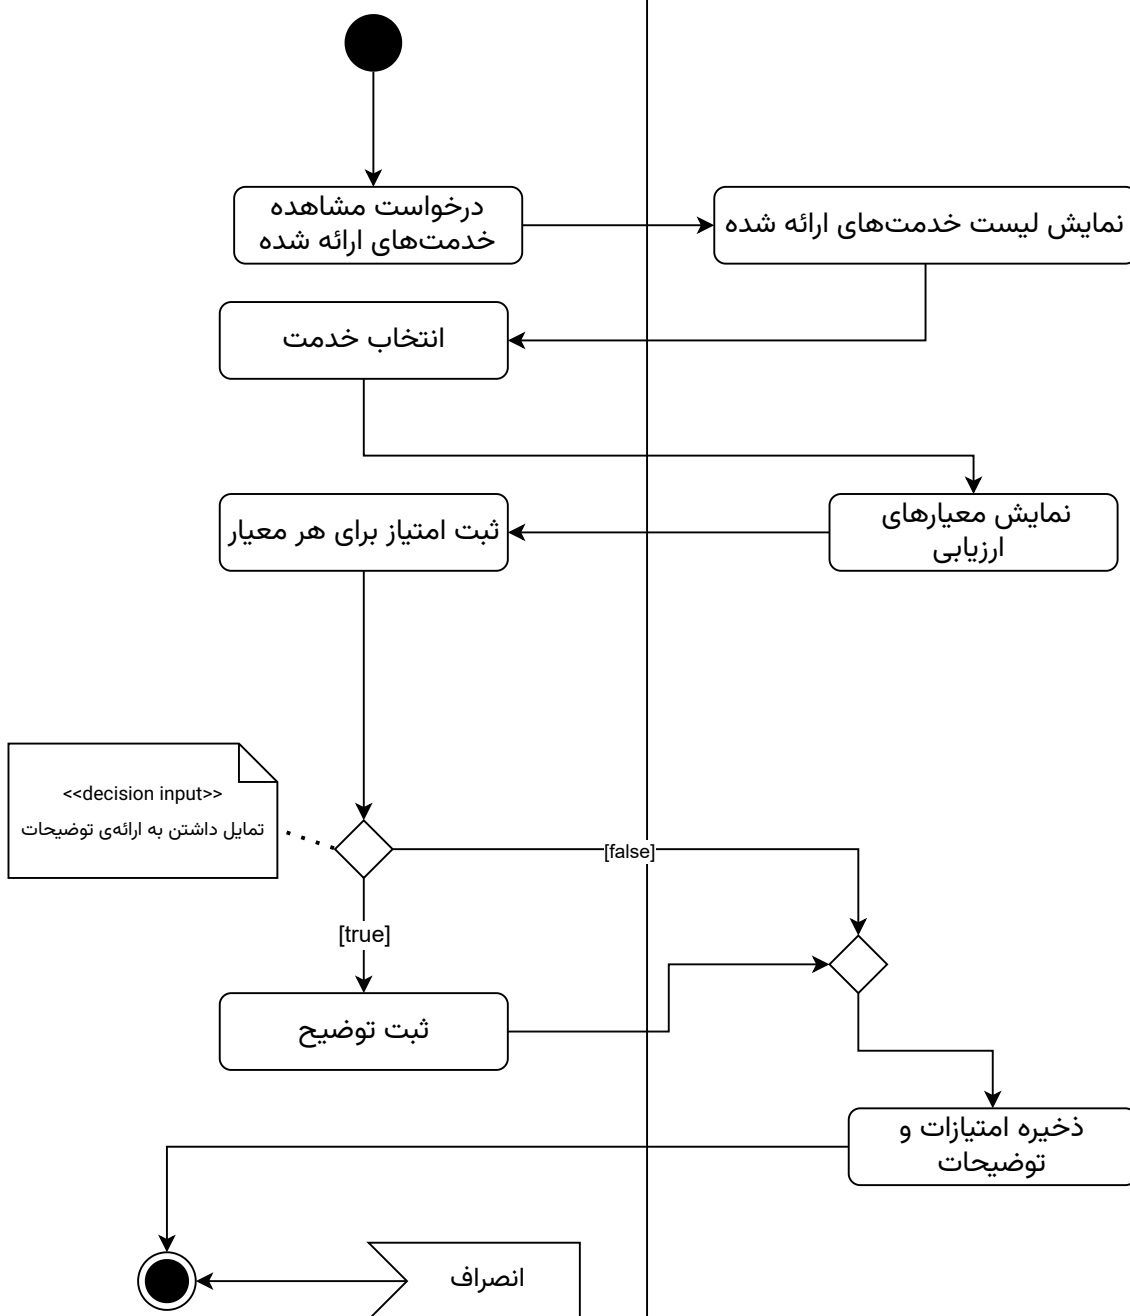 درخواست مشاهده
خدمت‌های ارائه شده
نمایش لیست خدمت‌های ارائه شده
انتخاب خدمت
نمایش معیارهای
ارزیابی
ثبت امتیاز برای هر معیار
<<decision input>>
تمایل داشتن به ارائه‌ی توضیحات
[false]
[true]
ثبت توضیح
ذخیره امتیازات و
توضیحات
انصراف